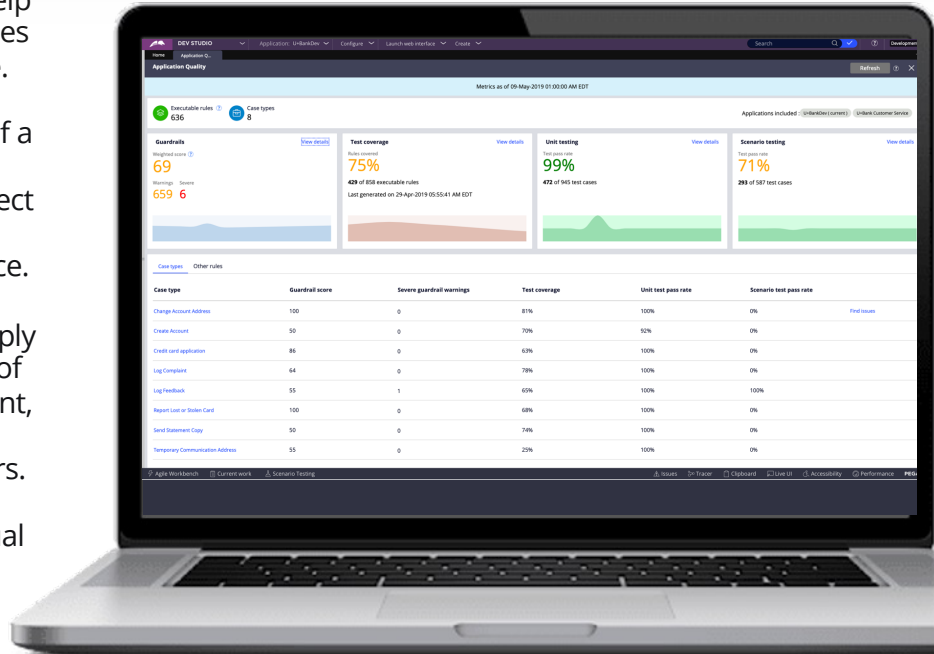 elp
es
.
f a
ect
ce.
ply
of
nt,
rs.
al
DEV STUDIO Application: U+BankDev Configure Launch web interface Create Search Development
Home Application Q...
Application Quality Refresh
Metrics as of 09-May-2019 01:00:00 AM EDT
Executable rules
636
Case types
8
Applications included : U+BankDev (current) U+Bank Customer Service
Guardrails View details
Weighted score
69
Warnings Severe
659 6
Test coverage View details
Rules covered
75%
429 of 858 executable rules
Last generated on 29-Apr-2019 05:55:41 AM EDT
Unit testing View details
Test pass rate
99%
472 of 945 test cases
Scenario testing View details
Test pass rate
71%
293 of 587 test cases
Case types Other rules
Case type Guardrail score Severe guardrail warnings Test coverage Unit test pass rate Scenario test pass rate
Change Account Address 100 0 81% 100% 0% Find issues
Create Account 50 0 70% 92% 0%
Credit card application 86 0 63% 100% 0%
Log Complaint 64 0 78% 100% 0%
Log Feedback 55 1 65% 100% 100%
Report Lost or Stolen Card 100 0 68% 100% 0%
Send Statement Copy 50 0 74% 100% 0%
Temporary Communication Address 55 0 25% 100% 0%
Agile Workbench Current work Scenario Testing Issues Tracer Clipboard Live UI Accessibility Performance PEGA